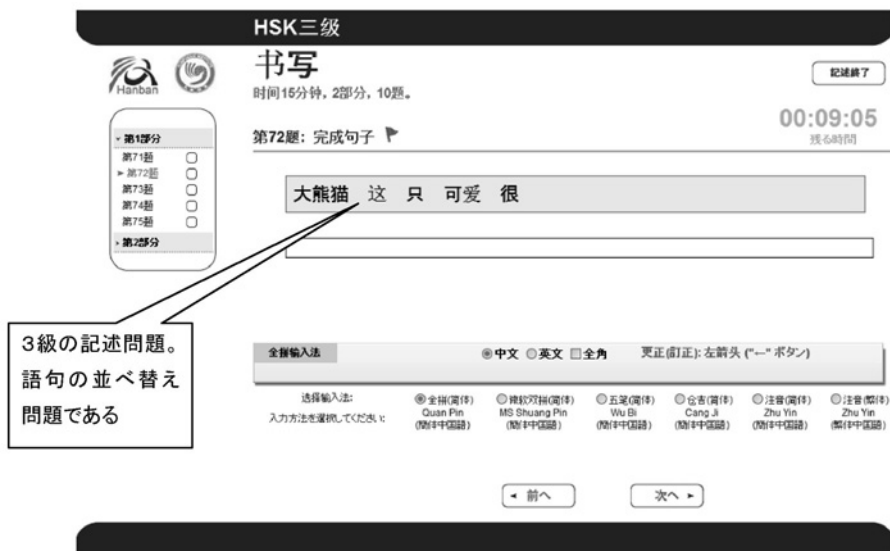 HSK三级
Hanban
书写
时间15分钟，2部分，10题。
記述終了
00:09:05
残る時間
第72题：完成句子
第1部分
第71题
第72题
第73题
第74题
第75题
第2部分
大熊猫 这 只 可爱 很
3級の記述問題。
語句の並べ替え
問題である
全拼输入法
中文 英文 全角
更正(訂正): 左箭头 ("←" ボタン)
选择输入法:
入力方法を選択してください:
全拼(简体)
Quan Pin
(簡体中国語)
微软双拼(简体)
MS Shuang Pin
(簡体中国語)
五笔(简体)
Wu Bi
(簡体中国語)
仓吉(简体)
Cang Ji
(簡体中国語)
注音(简体)
Zhu Yin
(簡体中国語)
注音(繁体)
Zhu Yin
(繁体中国語)
前へ
次へ